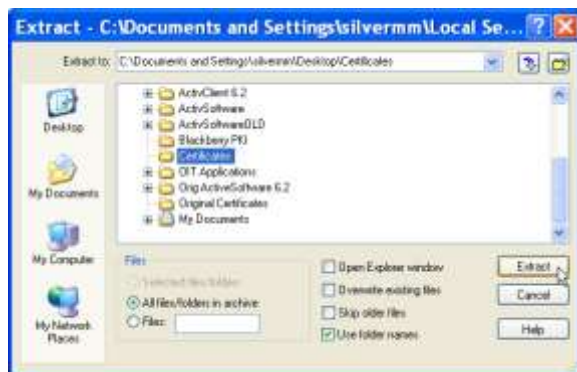 Extract - C:\Documents and Settings\silvermm\Local Se...
Extract to: C:\Documents and Settings\silvermm\Desktop\Certificates
Desktop
My Documents
My Computer
My Network
Places
ActivClient 6.2
ActivSoftware
ActivSoftwareOLD
Blackberry PKI
Certificates
OIT Applications
Orig ActiveSoftware 6.2
Original Certificates
My Documents
Files
Selected files/folders
All files/folders in archive
Files:
Open Explorer window
Overwrite existing files
Skip older files
Use folder names
Extract
Cancel
Help